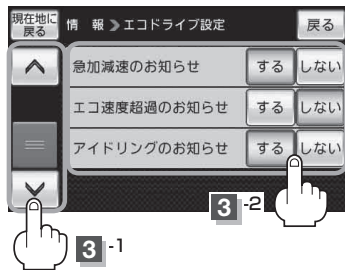 現在地に
戻る
情 報 》エコドライブ設定
戻る
急加減速のお知らせ
する
しない
エコ速度超過のお知らせ
する
しない
アイドリングのお知らせ
する
しない
3 -2
3 -1